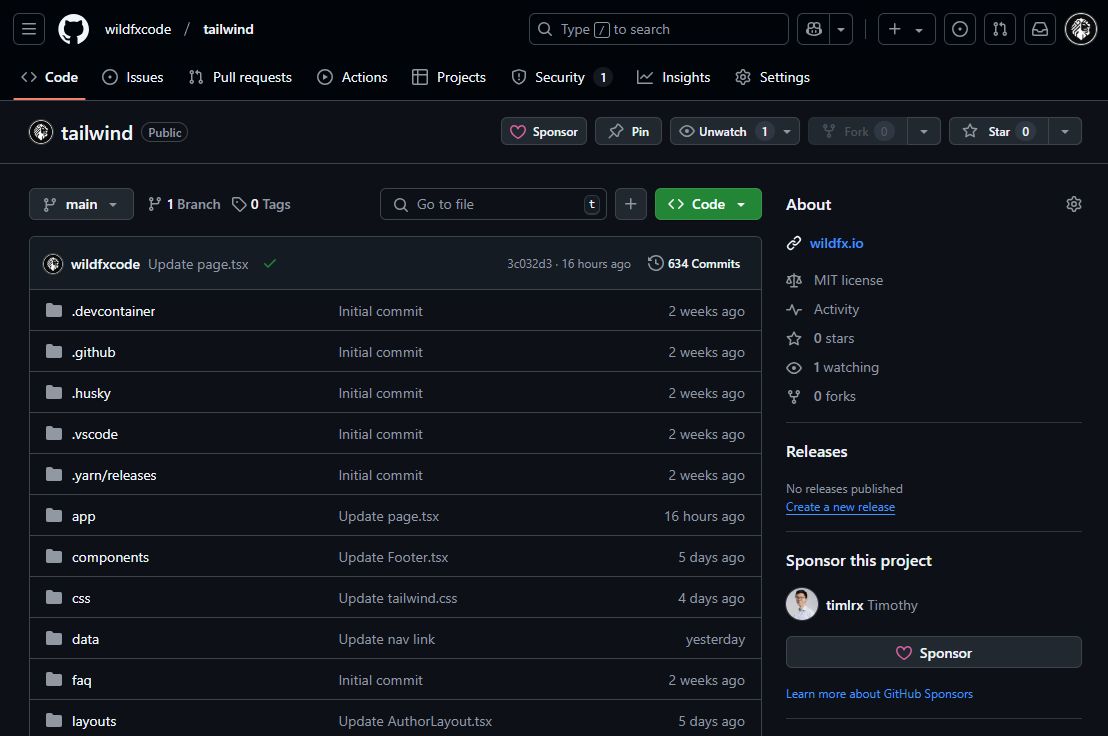 wildfxcode / tailwind
Type / to search
Code Issues Pull requests Actions Projects Security 1 Insights Settings
tailwind Public
Sponsor Pin Unwatch 1 Fork 0 Star 0
main 1 Branch 0 Tags
Go to file t
Code
wildfxcode Update page.tsx 3c032d3 · 16 hours ago 634 Commits
.devcontainer Initial commit 2 weeks ago
.github Initial commit 2 weeks ago
.husky Initial commit 2 weeks ago
.vscode Initial commit 2 weeks ago
.yarn/releases Initial commit 2 weeks ago
app Update page.tsx 16 hours ago
components Update Footer.tsx 5 days ago
css Update tailwind.css 4 days ago
data Update nav link yesterday
faq Initial commit 2 weeks ago
layouts Update AuthorLayout.tsx 5 days ago
About
wildfx.io
MIT license
Activity
0 stars
1 watching
0 forks
Releases
No releases published
Create a new release
Sponsor this project
timlrx Timothy
Sponsor
Learn more about GitHub Sponsors